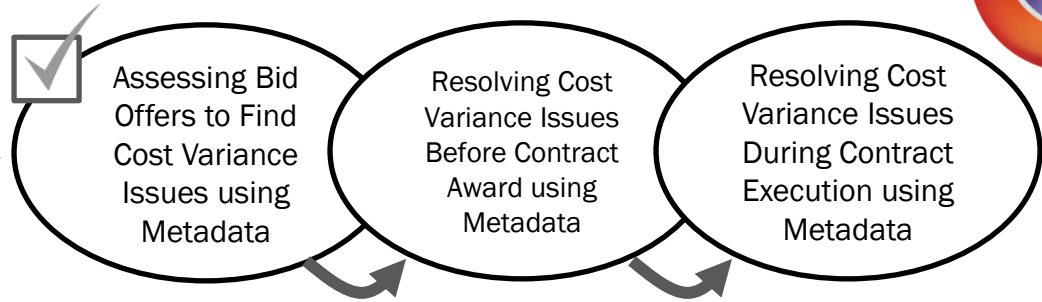 Assessing Bid
Offers to Find
Cost Variance
Issues using
Metadata
Resolving Cost
Variance Issues
Before Contract
Award using
Metadata
Resolving Cost
Variance Issues
During Contract
Execution using
Metadata